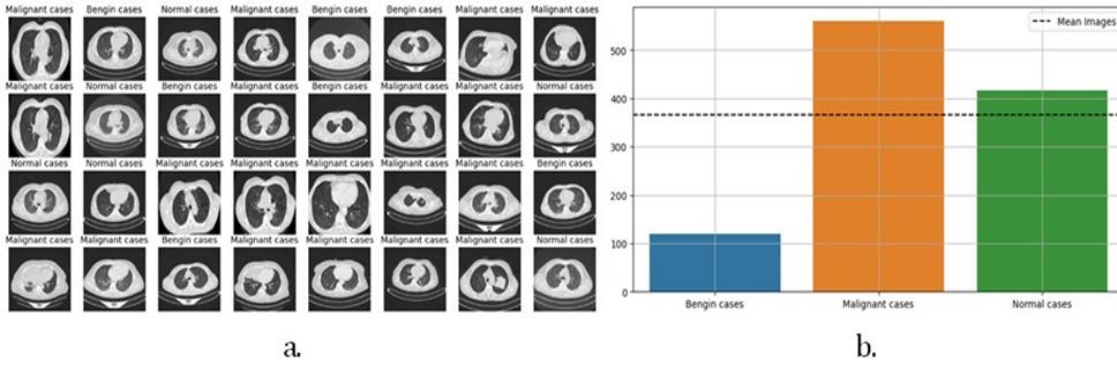 Malignant cases Bengin cases Normal cases Malignant cases Bengin cases Bengin cases Malignant cases Malignant cases
Malignant cases Normal cases Bengin cases Malignant cases Bengin cases Malignant cases Malignant cases Normal cases
Normal cases Normal cases Malignant cases Malignant cases Malignant cases Malignant cases Malignant cases Bengin cases
Malignant cases Malignant cases Bengin cases Malignant cases Malignant cases Malignant cases Malignant cases Normal cases
a.
Mean Images
500
400
300
200
100
0
Bengin cases Malignant cases Normal cases
b.